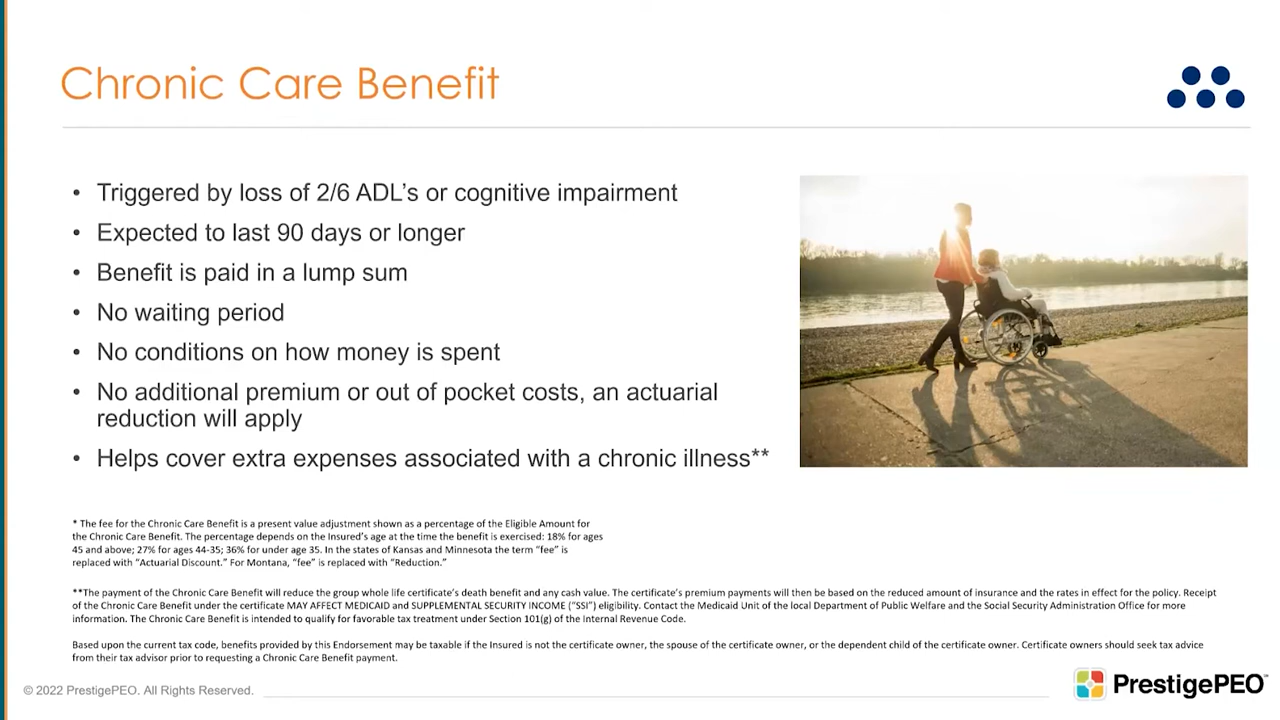 Chronic Care Benefit
• Triggered by loss of 2/6 ADL’s or cognitive impairment
• Expected to last 90 days or longer
• Benefit is paid in a lump sum
• No waiting period
• No conditions on how money is spent
• No additional premium or out of pocket costs, an actuarial
reduction will apply
• Helps cover extra expenses associated with a chronic illness**
* The fee for the Chronic Care Benefit is a present value adjustment shown as a percentage of the Eligible Amount for
the Chronic Care Benefit. The percentage depends on the Insured’s age at the time the benefit is exercised: 18% for ages
45 and above; 27% for ages 44-35; 36% for under age 35. In the states of Kansas and Minnesota the term “fee” is
replaced with “Actuarial Discount.” For Montana, “fee” is replaced with “Reduction.”
**The payment of the Chronic Care Benefit will reduce the group whole life certificate’s death benefit and any cash value. The certificate’s premium payments will then be based on the reduced amount of insurance and the rates in effect for the policy. Receipt
of the Chronic Care Benefit under the certificate MAY AFFECT MEDICAID and SUPPLEMENTAL SECURITY INCOME (“SSI”) eligibility. Contact the Medicaid Unit of the local Department of Public Welfare and the Social Security Administration Office for more
information. The Chronic Care Benefit is intended to qualify for favorable tax treatment under Section 101(g) of the Internal Revenue Code.
Based upon the current tax code, benefits provided by this Endorsement may be taxable if the Insured is not the certificate owner, the spouse of the certificate owner, or the dependent child of the certificate owner. Certificate owners should seek tax advice
from their tax advisor prior to requesting a Chronic Care Benefit payment.
© 2022 PrestigePEO. All Rights Reserved.
PrestigePEO™